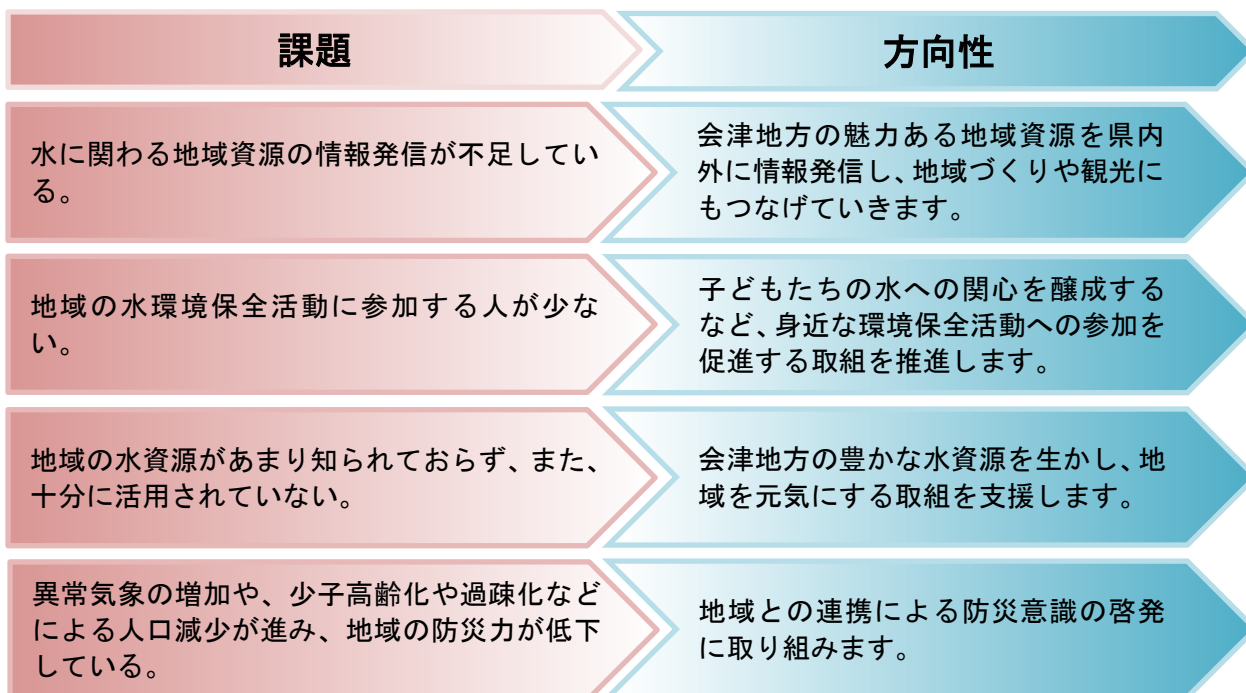 課題
方向性
水に関わる地域資源の情報発信が不足してい
る。
会津地方の魅力ある地域資源を県内
外に情報発信し、地域づくりや観光に
もつなげていきます。
地域の水環境保全活動に参加する人が少な
い。
子どもたちの水への関心を醸成する
など、身近な環境保全活動への参加を
促進する取組を推進します。
地域の水資源があまり知られておらず、また、
十分に活用されていない。
会津地方の豊かな水資源を生かし、地
域を元気にする取組を支援します。
異常気象の増加や、少子高齢化や過疎化など
による人口減少が進み、地域の防災力が低下
している。
地域との連携による防災意識の啓発
に取り組みます。